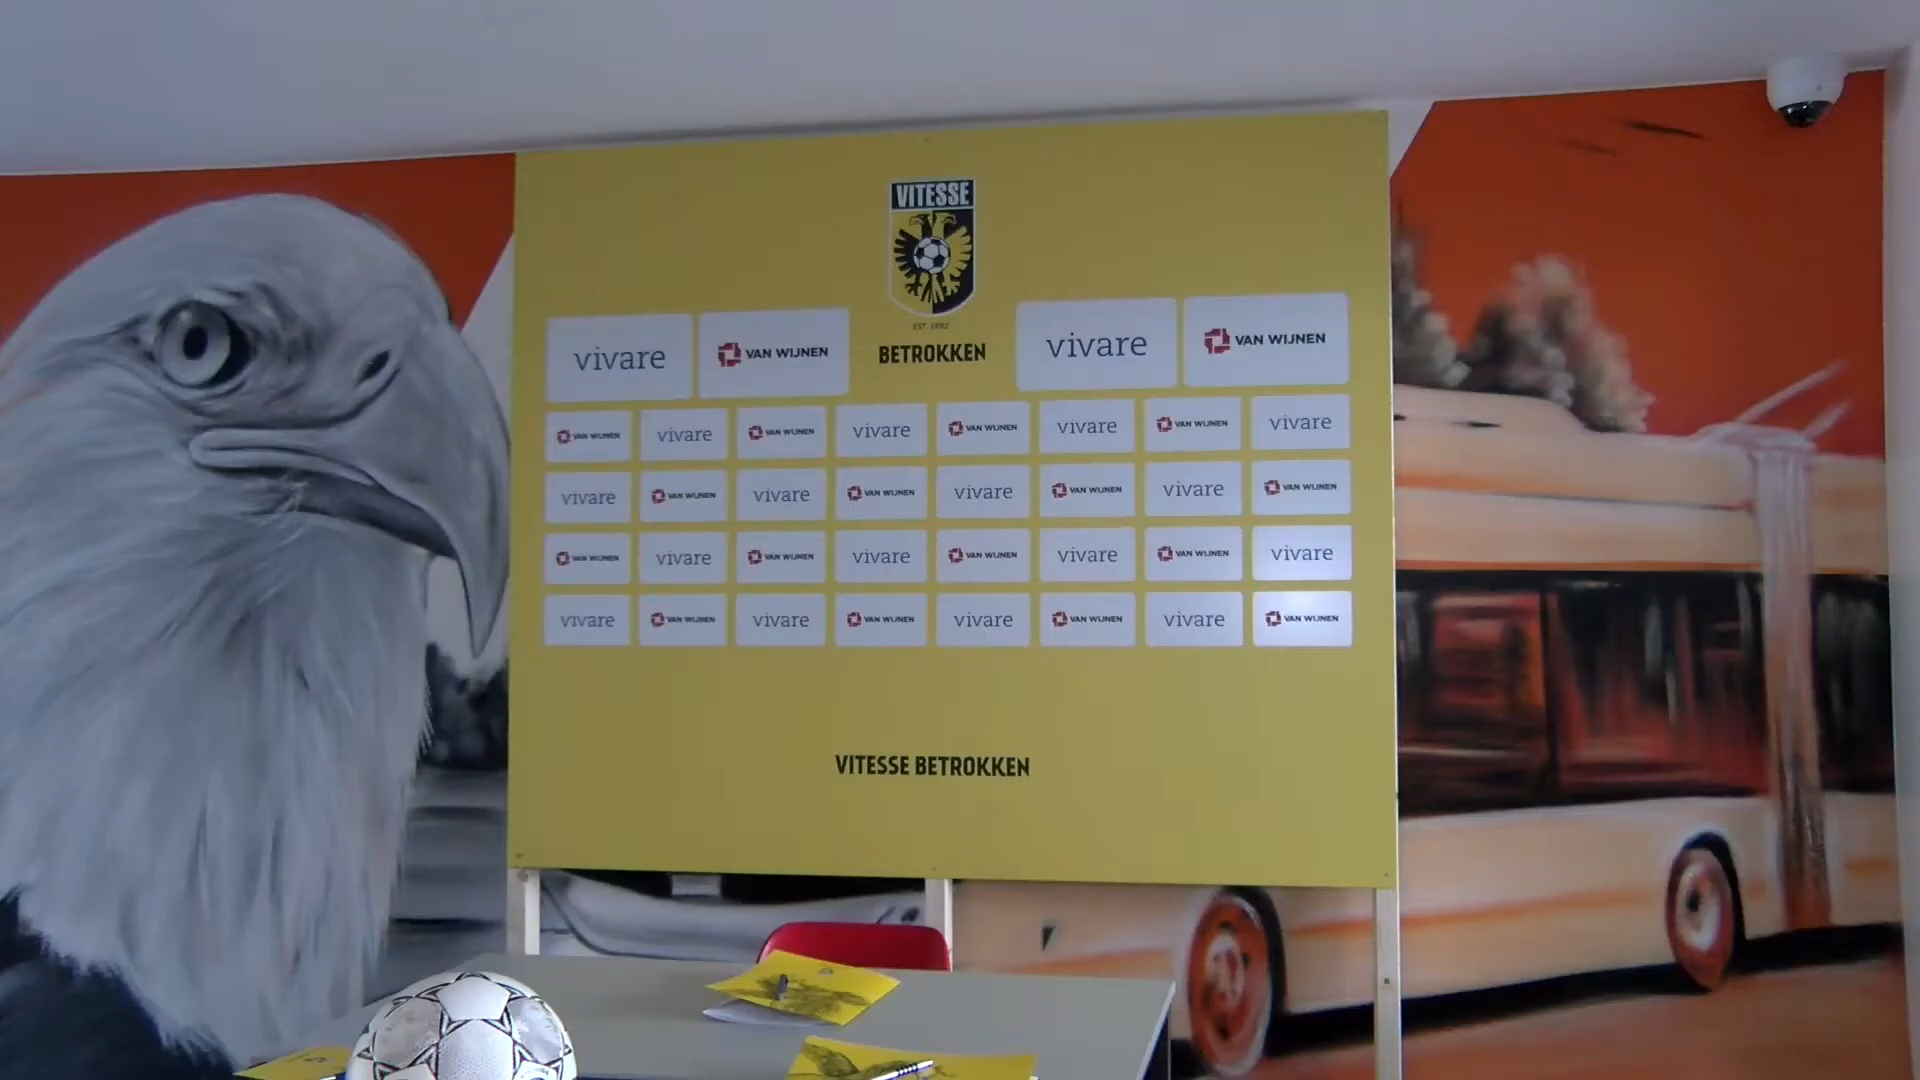 VITESSE
EST. 1892
BETROKKEN
vivare VAN WIJNEN vivare VAN WIJNEN
VAN WIJNEN vivare VAN WIJNEN vivare VAN WIJNEN vivare VAN WIJNEN vivare
vivare VAN WIJNEN vivare VAN WIJNEN vivare VAN WIJNEN vivare VAN WIJNEN
VAN WIJNEN vivare VAN WIJNEN vivare VAN WIJNEN vivare VAN WIJNEN vivare
vivare VAN WIJNEN vivare VAN WIJNEN vivare VAN WIJNEN vivare VAN WIJNEN
VITESSE BETROKKEN